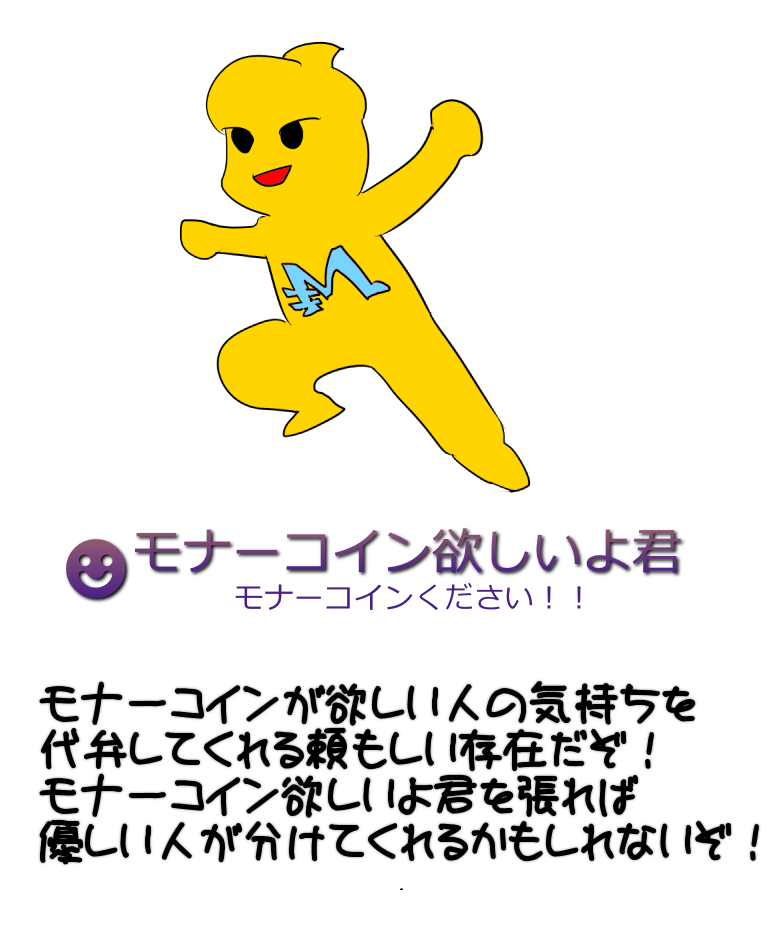 モナーコイン欲しいよ君
モナーコインください！！
モナーコインが欲しい人の気持ちを
代弁してくれる頼もしい存在だぞ！
モナーコイン欲しいよ君を張れば
優しい人が分けてくれるかもしれないぞ！